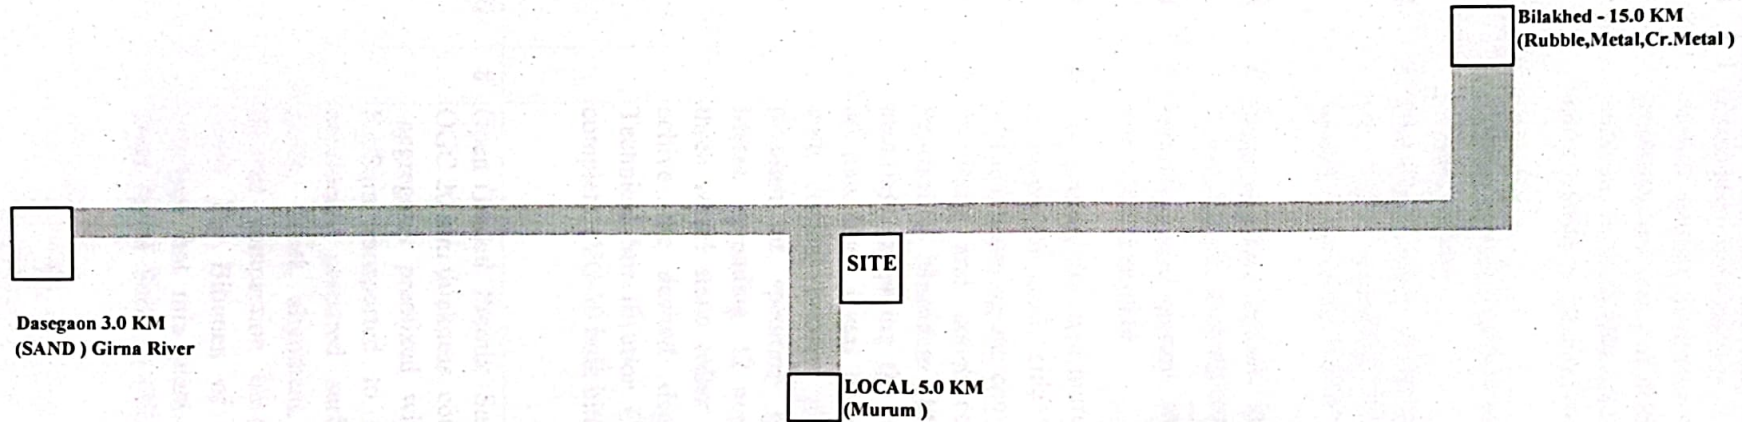 Bilakhed - 15.0 KM
(Rubble,Metal,Cr.Metal )
SITE
Dasegaon 3.0 KM
(SAND ) Girna River
LOCAL 5.0 KM
(Murum )